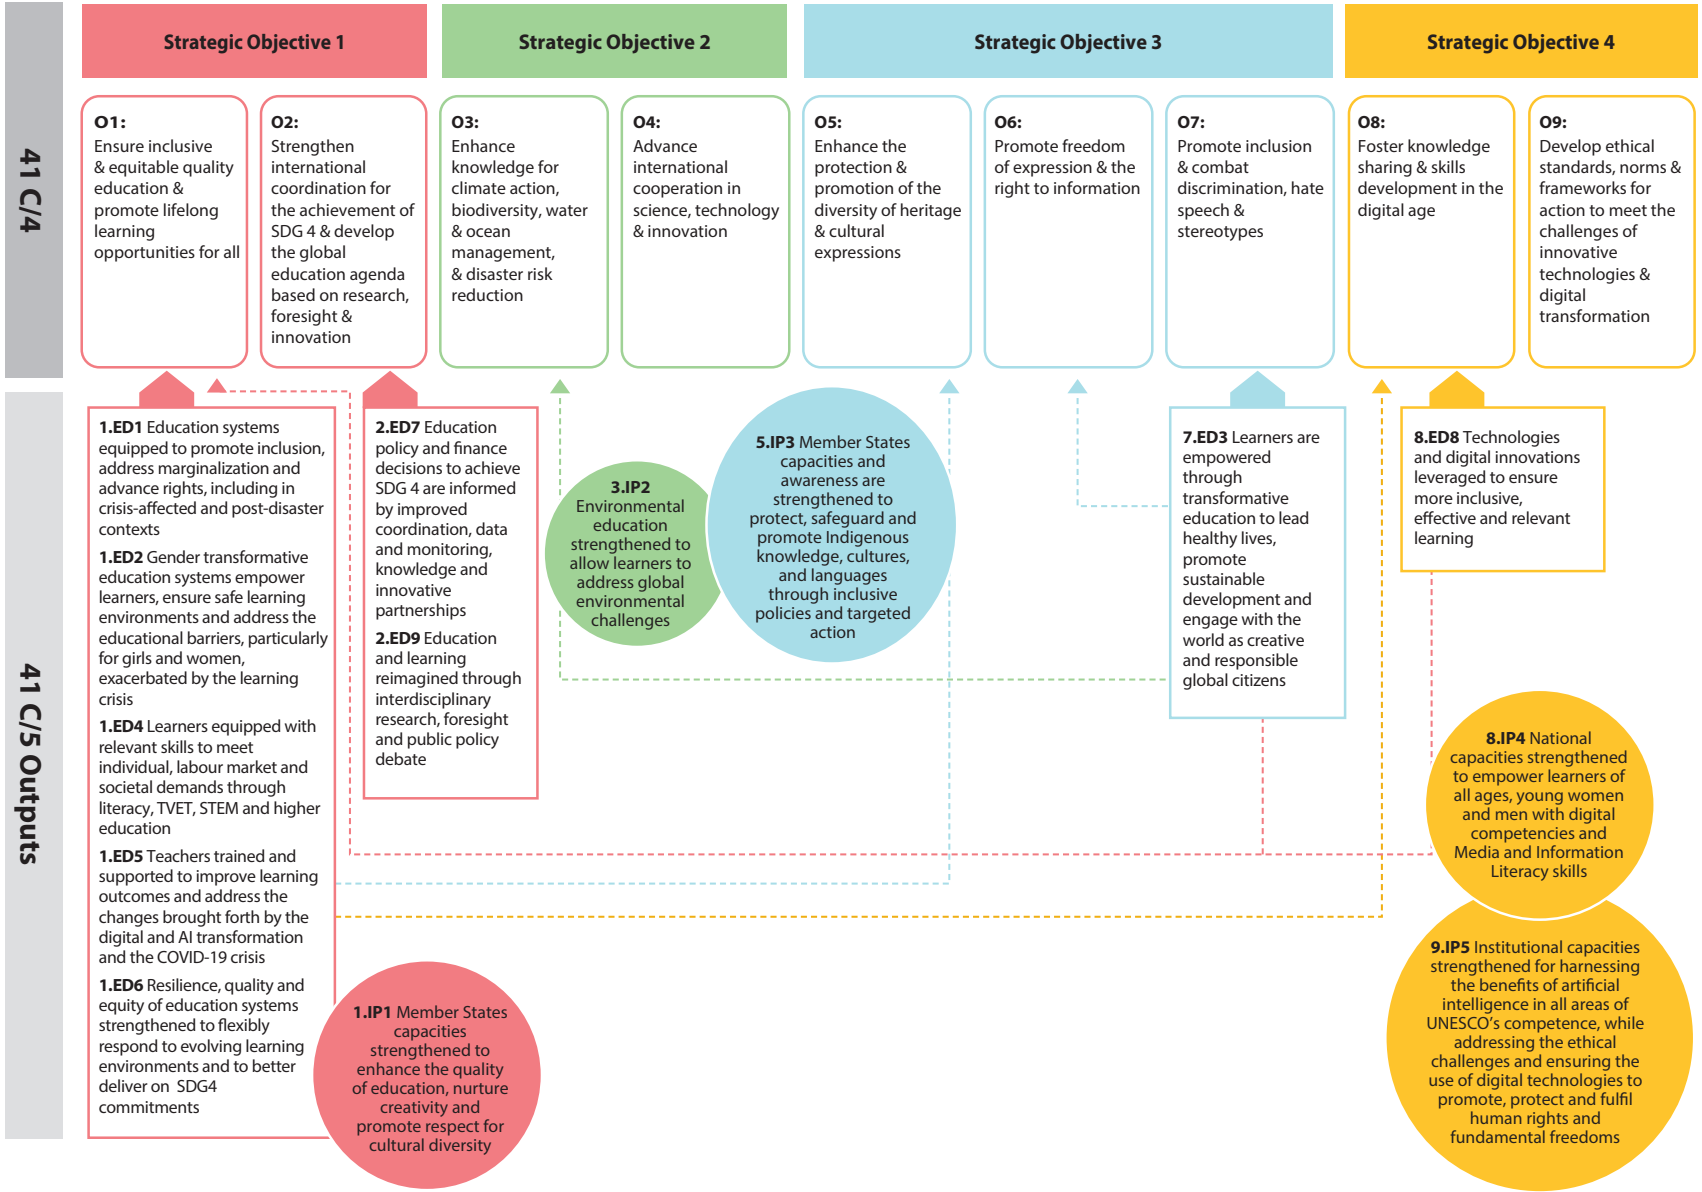 41 C/4
Strategic Objective 1
Strategic Objective 2
Strategic Objective 3
Strategic Objective 4
O1:
Ensure inclusive
& equitable quality
education &
promote lifelong
learning
opportunities for all
O2:
Strengthen
international
coordination for
the achievement of
SDG 4 & develop
the global
education agenda
based on research,
foresight &
innovation
O3:
Enhance
knowledge for
climate action,
biodiversity, water
& ocean
management,
& disaster risk
reduction
O4:
Advance
international
cooperation in
science, technology
& innovation
O5:
Enhance the
protection &
promotion of the
diversity of heritage
& cultural
expressions
O6:
Promote freedom
of expression & the
right to information
O7:
Promote inclusion
& combat
discrimination, hate
speech &
stereotypes
O8:
Foster knowledge
sharing & skills
development in the
digital age
O9:
Develop ethical
standards, norms &
frameworks for
action to meet the
challenges of
innovative
technologies &
digital
transformation
41 C/5 Outputs
1.ED1 Education systems
equipped to promote inclusion,
address marginalization and
advance rights, including in
crisis-affected and post-disaster
contexts
1.ED2 Gender transformative
education systems empower
learners, ensure safe learning
environments and address the
educational barriers, particularly
for girls and women,
exacerbated by the learning
crisis
1.ED4 Learners equipped with
relevant skills to meet
individual, labour market and
societal demands through
literacy, TVET, STEM and higher
education
1.ED5 Teachers trained and
supported to improve learning
outcomes and address the
changes brought forth by the
digital and AI transformation
and the COVID-19 crisis
1.ED6 Resilience, quality and
equity of education systems
strengthened to flexibly
respond to evolving learning
environments and to better
deliver on SDG4
commitments
1.IP1 Member States
capacities
strengthened to
enhance the quality
of education, nurture
creativity and
promote respect for
cultural diversity
2.ED7 Education
policy and finance
decisions to achieve
SDG 4 are informed
by improved
coordination, data
and monitoring,
knowledge and
innovative
partnerships
2.ED9 Education
and learning
reimagined through
interdisciplinary
research, foresight
and public policy
debate
3.IP2
Environmental
education
strengthened to
allow learners to
address global
environmental
challenges
5.IP3 Member States
capacities and
awareness are
strengthened to
protect, safeguard and
promote Indigenous
knowledge, cultures,
and languages
through inclusive
policies and targeted
action
7.ED3 Learners are
empowered
through
transformative
education to lead
healthy lives,
promote
sustainable
development and
engage with the
world as creative
and responsible
global citizens
8.ED8 Technologies
and digital innovations
leveraged to ensure
more inclusive,
effective and relevant
learning
8.IP4 National
capacities strengthened
to empower learners of
all ages, young women
and men with digital
competencies and
Media and Information
Literacy skills
9.IP5 Institutional capacities
strengthened for harnessing
the benefits of artificial
intelligence in all areas of
UNESCO's competence, while
addressing the ethical
challenges and ensuring the
use of digital technologies to
promote, protect and fulfil
human rights and
fundamental freedoms